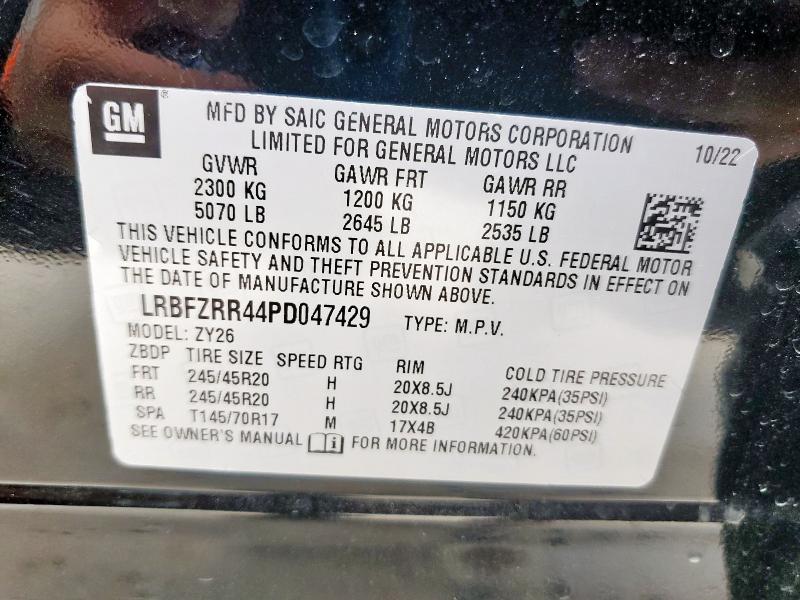 GM®
MFD BY SAIC GENERAL MOTORS CORPORATION
LIMITED FOR GENERAL MOTORS LLC
10/22
GVWR GAWR FRT GAWR RR
2300 KG 1200 KG 1150 KG
5070 LB 2645 LB 2535 LB
THIS VEHICLE CONFORMS TO ALL APPLICABLE U.S. FEDERAL MOTOR
VEHICLE SAFETY AND THEFT PREVENTION STANDARDS IN EFFECT ON
THE DATE OF MANUFACTURE SHOWN ABOVE.
LRBFZRR44PD047429 TYPE: M.P.V.
MODEL: ZY26
ZBDP TIRE SIZE SPEED RTG RIM COLD TIRE PRESSURE
FRT 245/45R20 H 20X8.5J 240KPA(35PSI)
RR 245/45R20 H 20X8.5J 240KPA(35PSI)
SPA T145/70R17 M 17X4B 420KPA(60PSI)
SEE OWNER'S MANUAL FOR MORE INFORMATION.